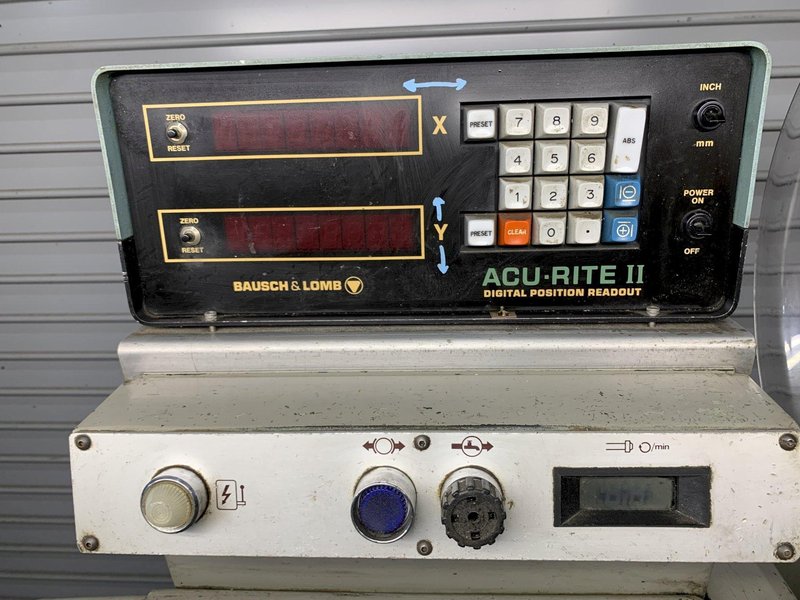 INCH
ZERO
X
PRESET
7
8
9
ABS
RESET
mm
4
5
6
POWER
ON
1
2
3
ZERO
Y
PRESET
CLEAR
0
.
RESET
OFF
BAUSCH & LOMB
ACU·RITE II
DIGITAL POSITION READOUT
/min